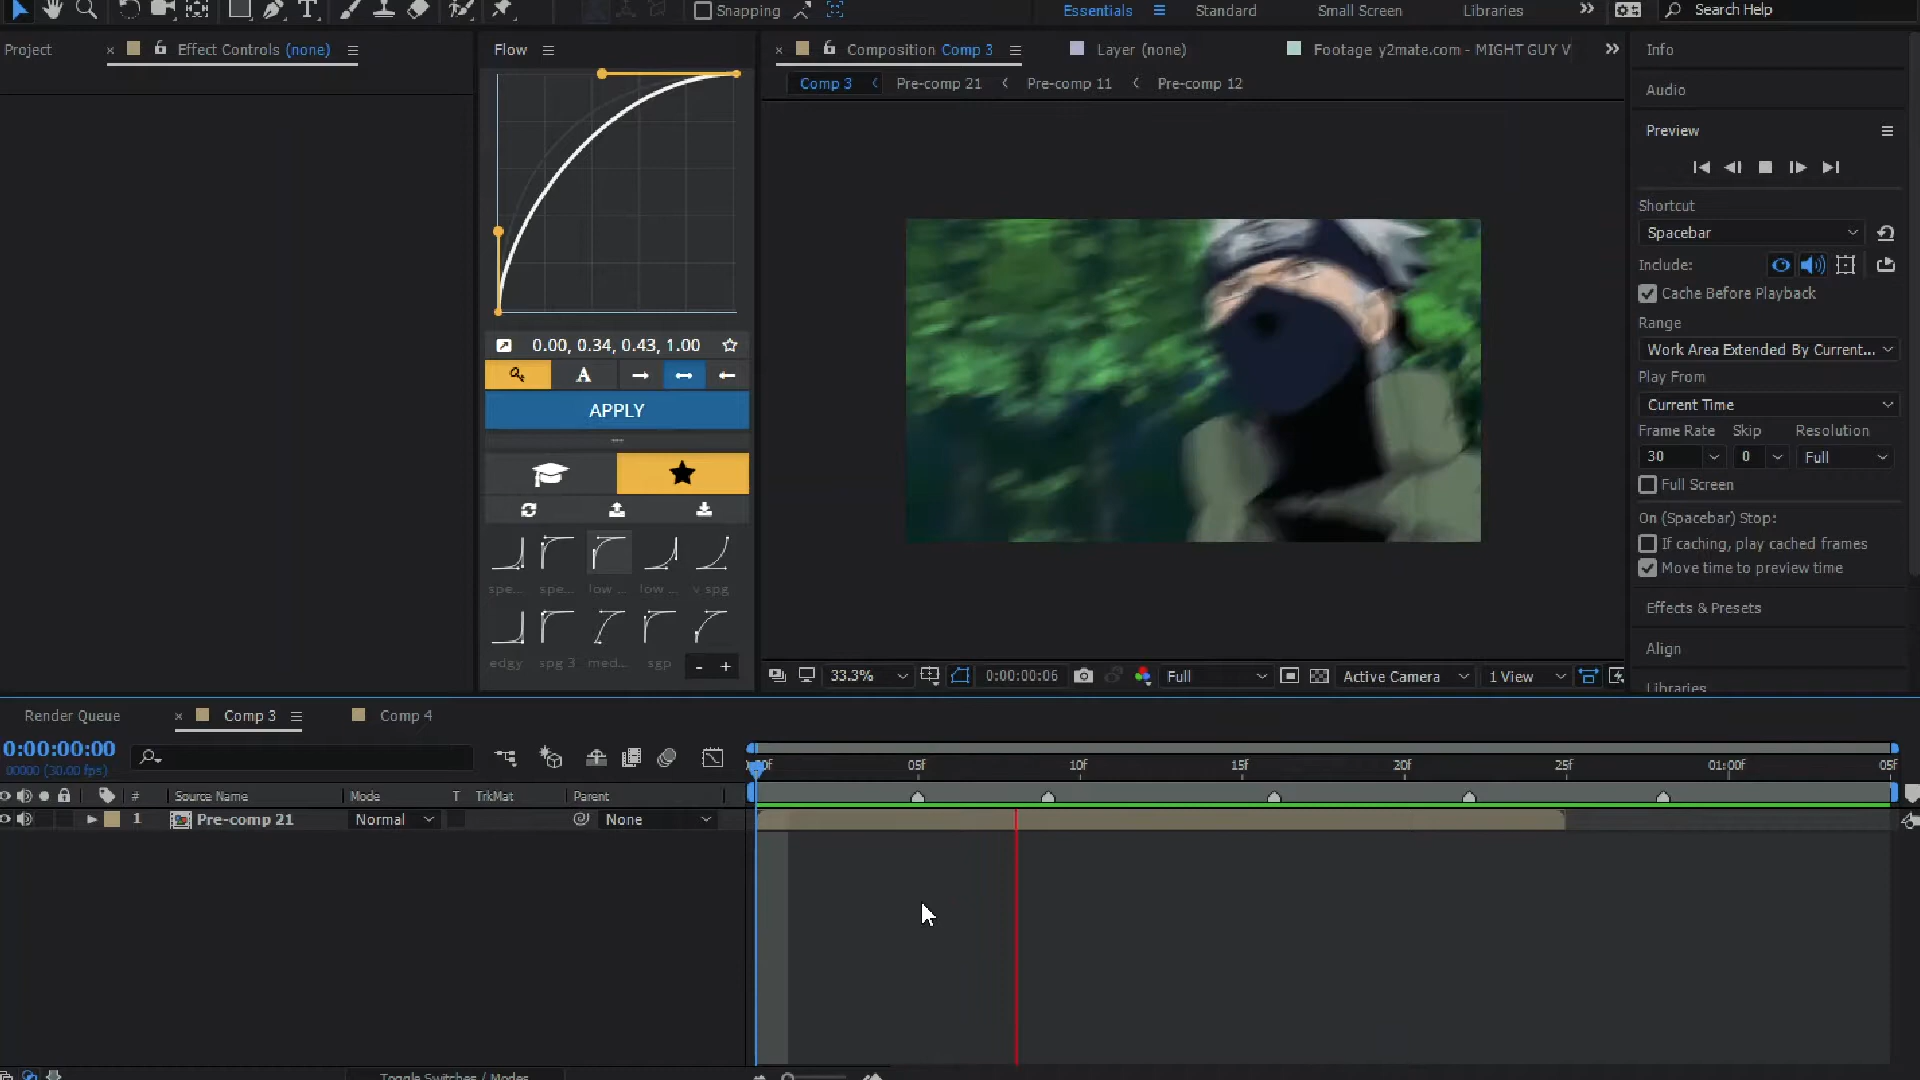 Snapping
Essentials
Standard
Small Screen
Libraries
Search Help
Project
Effect Controls (none)
Flow
Composition Comp 3
Layer (none)
Footage y2mate.com - MIGHT GUY V
Info
Comp 3
Pre-comp 21
Pre-comp 11
Pre-comp 12
Audio
Preview
Shortcut
Spacebar
Include:
Cache Before Playback
Range
Work Area Extended By Current...
Play From
Current Time
Frame Rate Skip Resolution
30 0 Full
Full Screen
On (Spacebar) Stop:
If caching, play cached frames
Move time to preview time
Effects & Presets
Align
Libraries
0.00, 0.34, 0.43, 1.00
A
APPLY
spe... spe... low ... low ... v spg
edgy spg 3 med... sgp
- +
33.3%
0:00:00:06
Full
Active Camera
1 View
Render Queue
Comp 3
Comp 4
0:00:00:00
00000 (30.00 fps)
05f 10f 15f 20f 25f 01:00f 05f
# Source Name Mode T TrkMat Parent
1 Pre-comp 21 Normal None
Toggle Switches / Modes